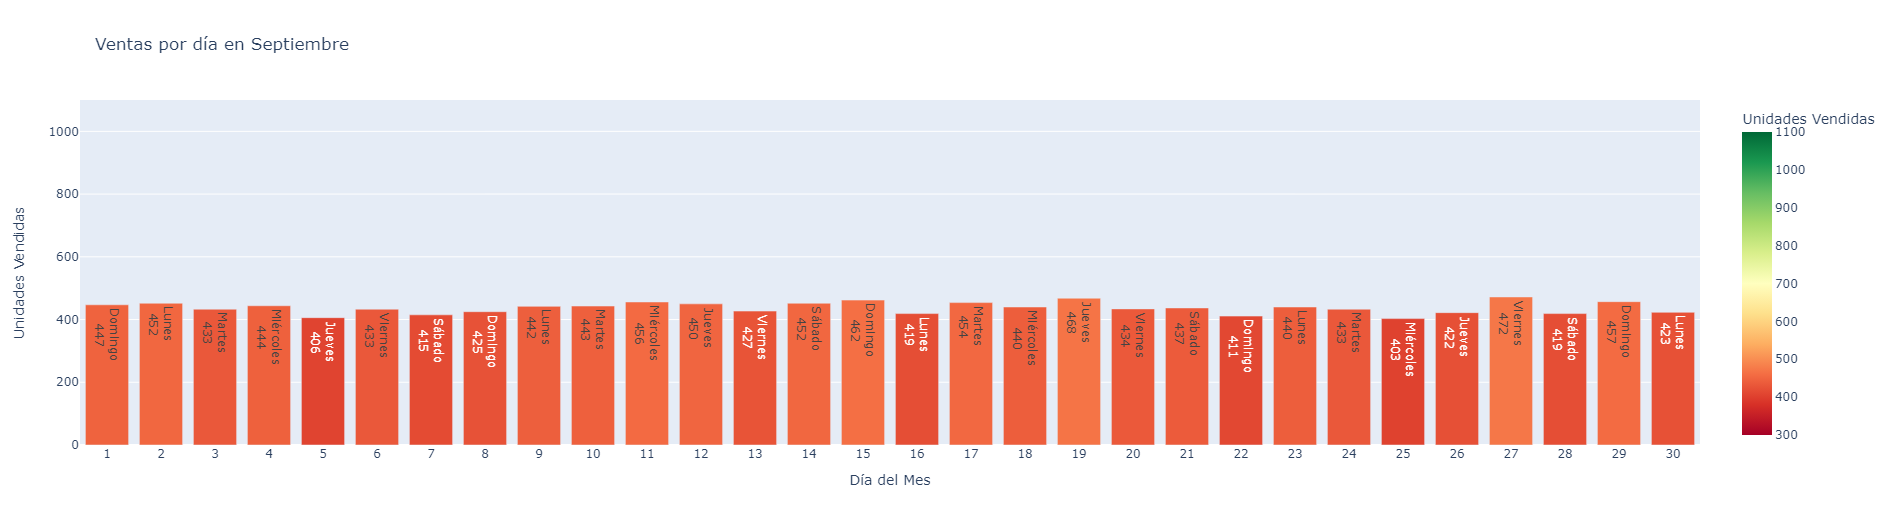 Ventas por día en Septiembre
Unidades Vendidas
1000
800
600
400
200
0
Domingo
447
Lunes
452
Martes
433
Miércoles
444
Jueves
406
Viernes
433
Sábado
415
Domingo
425
Lunes
442
Martes
443
Miércoles
456
Jueves
450
Viernes
427
Sábado
452
Domingo
462
Lunes
419
Martes
454
Miércoles
440
Jueves
468
Viernes
434
Sábado
437
Domingo
411
Lunes
440
Martes
433
Miércoles
403
Jueves
422
Viernes
472
Sábado
419
Domingo
457
Lunes
423
1 2 3 4 5 6 7 8 9 10 11 12 13 14 15 16 17 18 19 20 21 22 23 24 25 26 27 28 29 30
Día del Mes
Unidades Vendidas
1100
1000
900
800
700
600
500
400
300